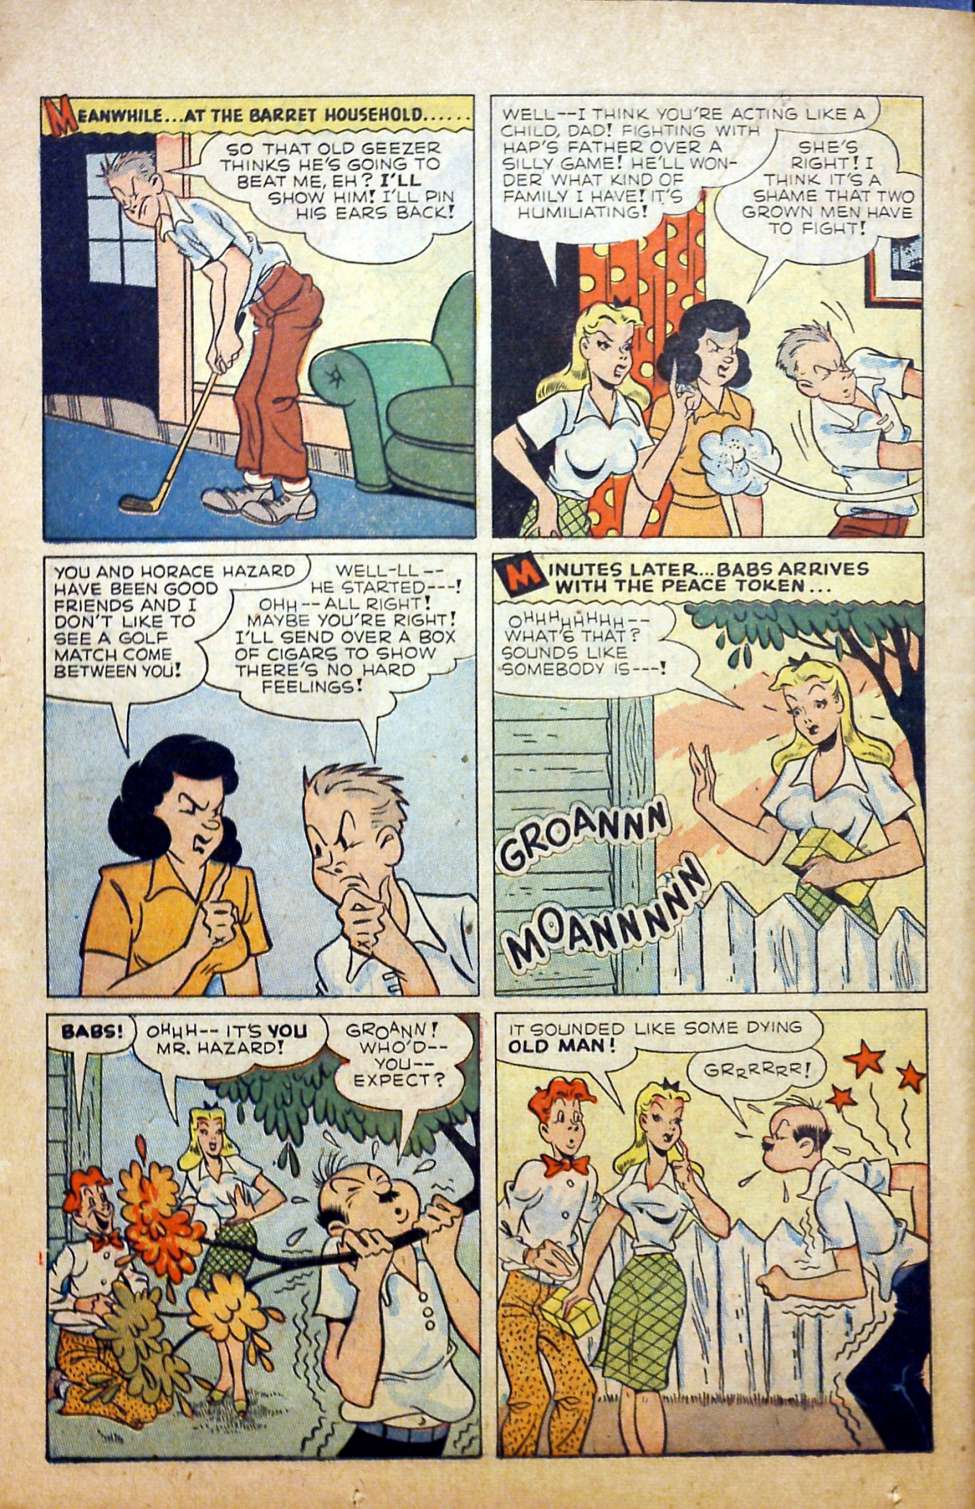 MEANWHILE...AT THE BARRET HOUSEHOLD......
SO THAT OLD GEEZER
THINKS HE'S GOING TO
BEAT ME, EH? I'LL
SHOW HIM! I'LL PIN
HIS EARS BACK!
WELL--I THINK YOU'RE ACTING LIKE A
CHILD, DAD! FIGHTING WITH
HAP'S FATHER OVER A
SILLY GAME! HE'LL WON-
DER WHAT KIND OF
FAMILY I HAVE! IT'S
HUMILIATING!
SHE'S
RIGHT! I
THINK IT'S A
SHAME THAT TWO
GROWN MEN HAVE
TO FIGHT!
YOU AND HORACE HAZARD
HAVE BEEN GOOD
FRIENDS AND I
DON'T LIKE TO
SEE A GOLF
MATCH COME
BETWEEN YOU!
WELL-LL--
HE STARTED---!
OHH--ALL RIGHT!
MAYBE YOU'RE RIGHT!
I'LL SEND OVER A BOX
OF CIGARS TO SHOW
THERE'S NO HARD
FEELINGS!
MINUTES LATER...BABS ARRIVES
WITH THE PEACE TOKEN...
OHHHHHHHH--
WHAT'S THAT?
SOUNDS LIKE
SOMEBODY IS---!
GROANNN
MOANNNNN
BABS!
OHHH--IT'S YOU
MR. HAZARD!
GROANN!
WHO'D--
YOU--
EXPECT?
IT SOUNDED LIKE SOME DYING
OLD MAN!
GRRRRRR!